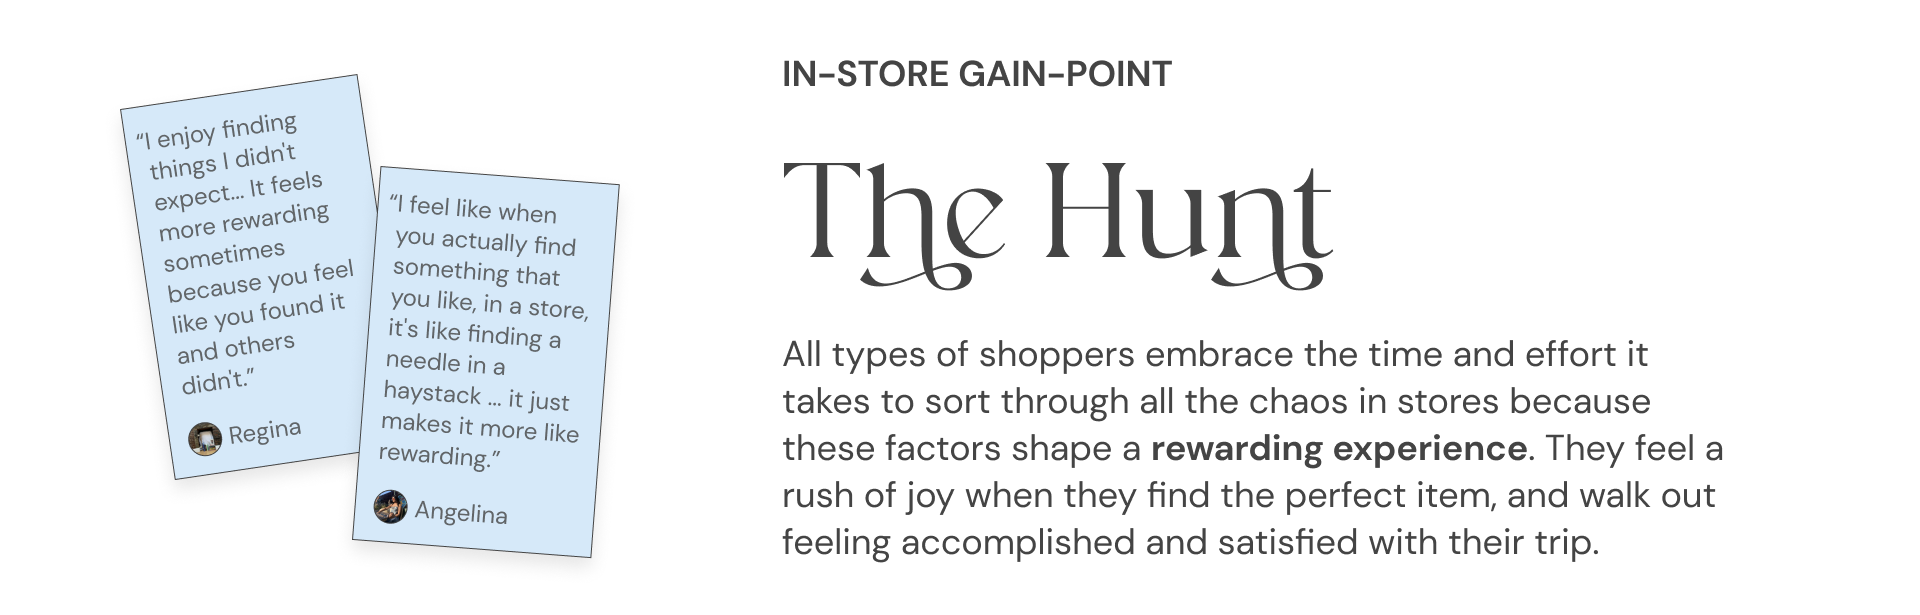 “I enjoy finding
things I didn't
expect... It feels
more rewarding
sometimes
because you feel
like you found it
and others
didn't.”
Regina
“I feel like when
you actually find
something that
you like, in a store,
it's like finding a
needle in a
haystack ... it just
makes it more like
rewarding.”
Angelina
IN-STORE GAIN-POINT
The Hunt
All types of shoppers embrace the time and effort it
takes to sort through all the chaos in stores because
these factors shape a rewarding experience. They feel a
rush of joy when they find the perfect item, and walk out
feeling accomplished and satisfied with their trip.